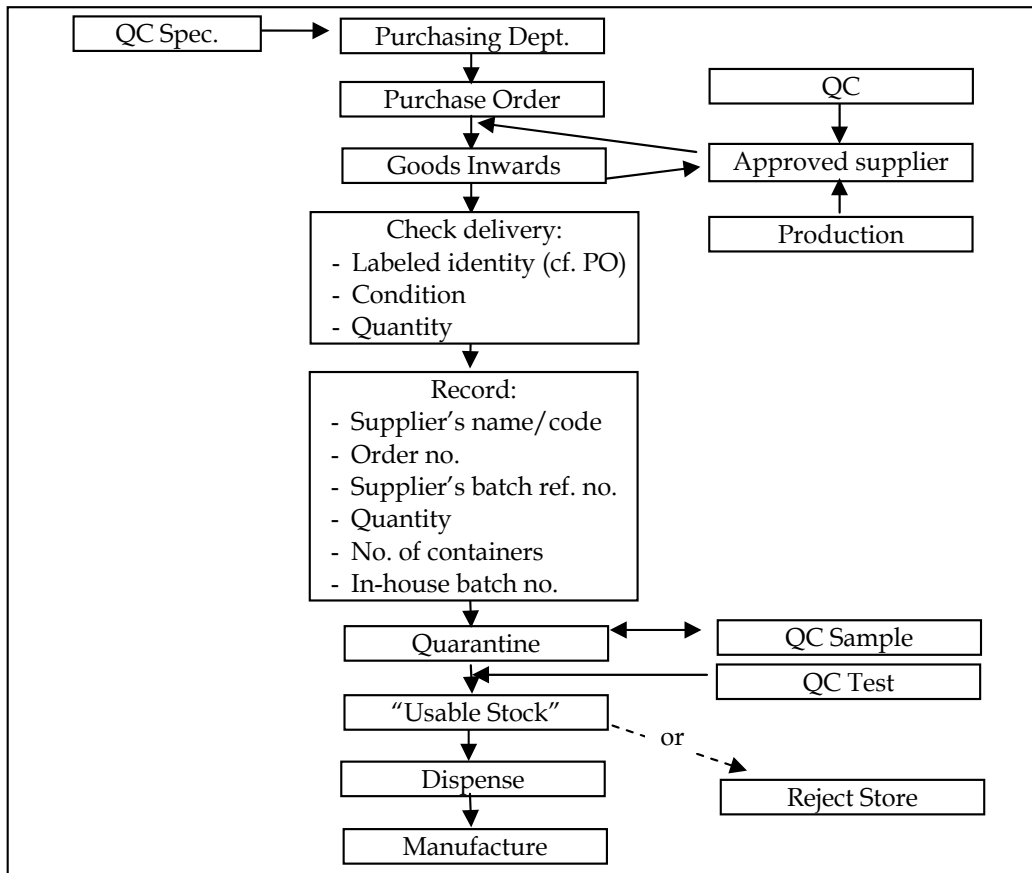 QC Spec.
Purchasing Dept.
Purchase Order
QC
Goods Inwards
Approved supplier
Production
Check delivery:
- Labeled identity (cf. PO)
- Condition
- Quantity
Record:
- Supplier’s name/code
- Order no.
- Supplier’s batch ref. no.
- Quantity
- No. of containers
- In-house batch no.
Quarantine
QC Sample
QC Test
“Usable Stock”
or
Dispense
Reject Store
Manufacture